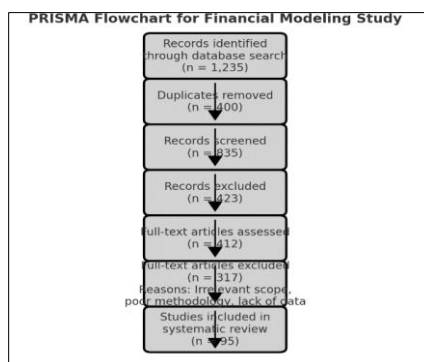 PRISMA Flowchart for Financial Modeling Study
Records identified
through database search
(n = 1,235)
Duplicates removed
(n = 400)
Records screened
(n = 835)
Records excluded
(n = 423)
Full-text articles assessed
(n = 412)
Full-text articles excluded
(n = 317)
Reasons: Irrelevant scope,
poor methodology, lack of data
Studies included in
systematic review
(n = 95)